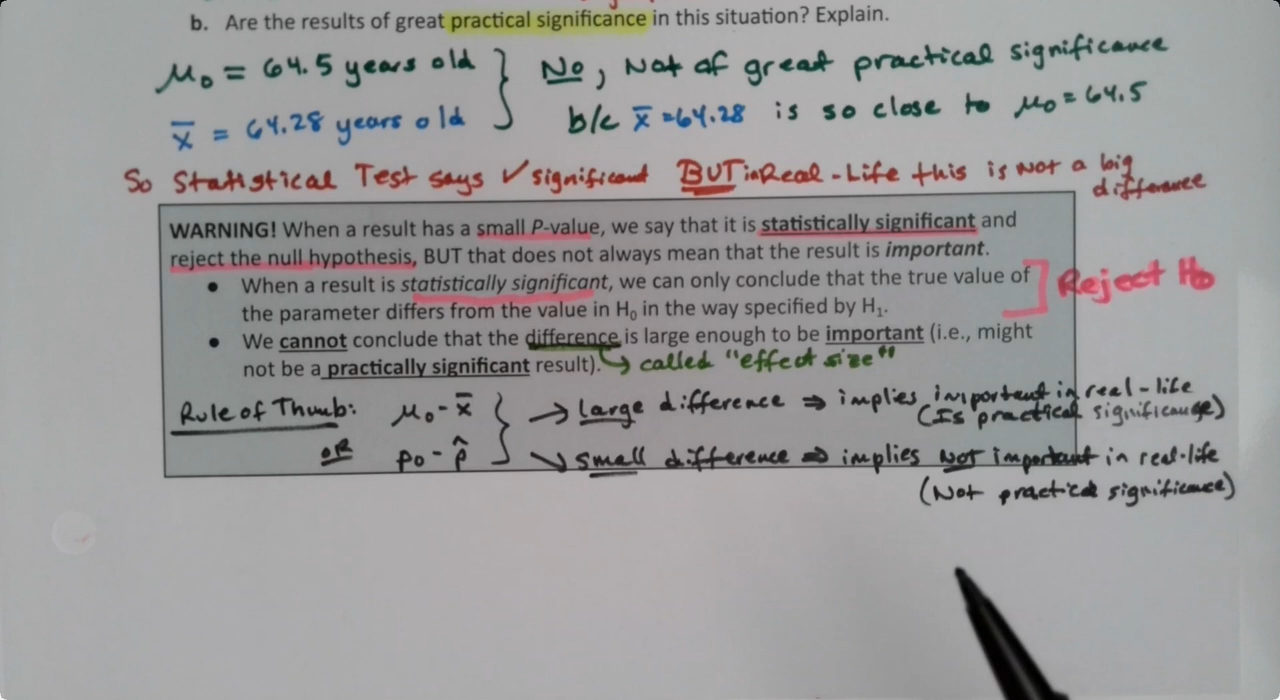 b. Are the results of great practical significance in this situation? Explain.
μ₀ = 64.5 years old } No, Not of great practical significance
x̄ = 64.28 years old b/c x̄=64.28 is so close to μ₀=64.5
So Statistical Test says ✓significant BUT in Real-Life this is not a big difference
WARNING! When a result has a small P-value, we say that it is statistically significant and
reject the null hypothesis, BUT that does not always mean that the result is important.
• When a result is statistically significant, we can only conclude that the true value of
the parameter differs from the value in H₀ in the way specified by H₁.
] Reject H₀
• We cannot conclude that the difference is large enough to be important (i.e., might
not be a practically significant result). ↳ called "effect size"
Rule of Thumb: μ₀ - x̄ } → Large difference ⇒ implies important in real-life
(Is practical significance)
OR p₀ - p̂ ↘ small difference ⇒ implies Not important in real-life
(Not practical significance)